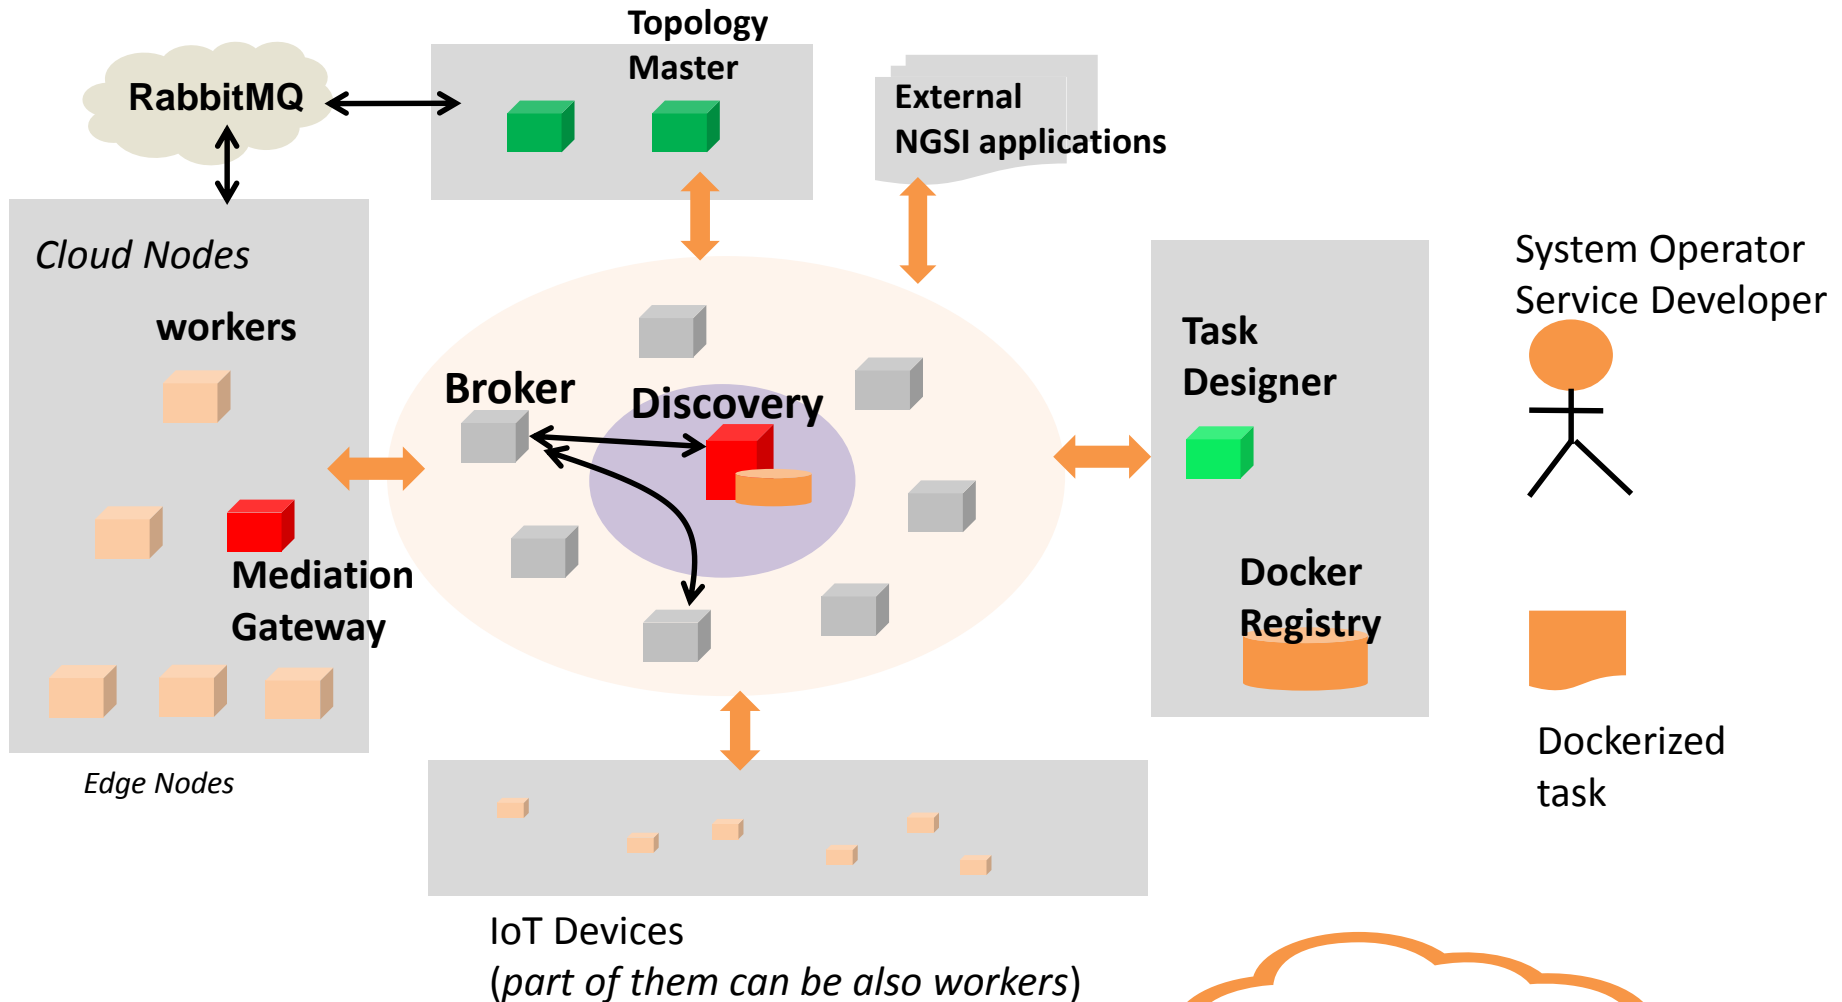 Topology
Master
RabbitMQ
External
NGSI applications
Cloud Nodes
workers
System Operator
Service Developer
Task
Designer
Broker
Discovery
Mediation
Gateway
Docker
Registry
Dockerized
task
Edge Nodes
IoT Devices
(part of them can be also workers)